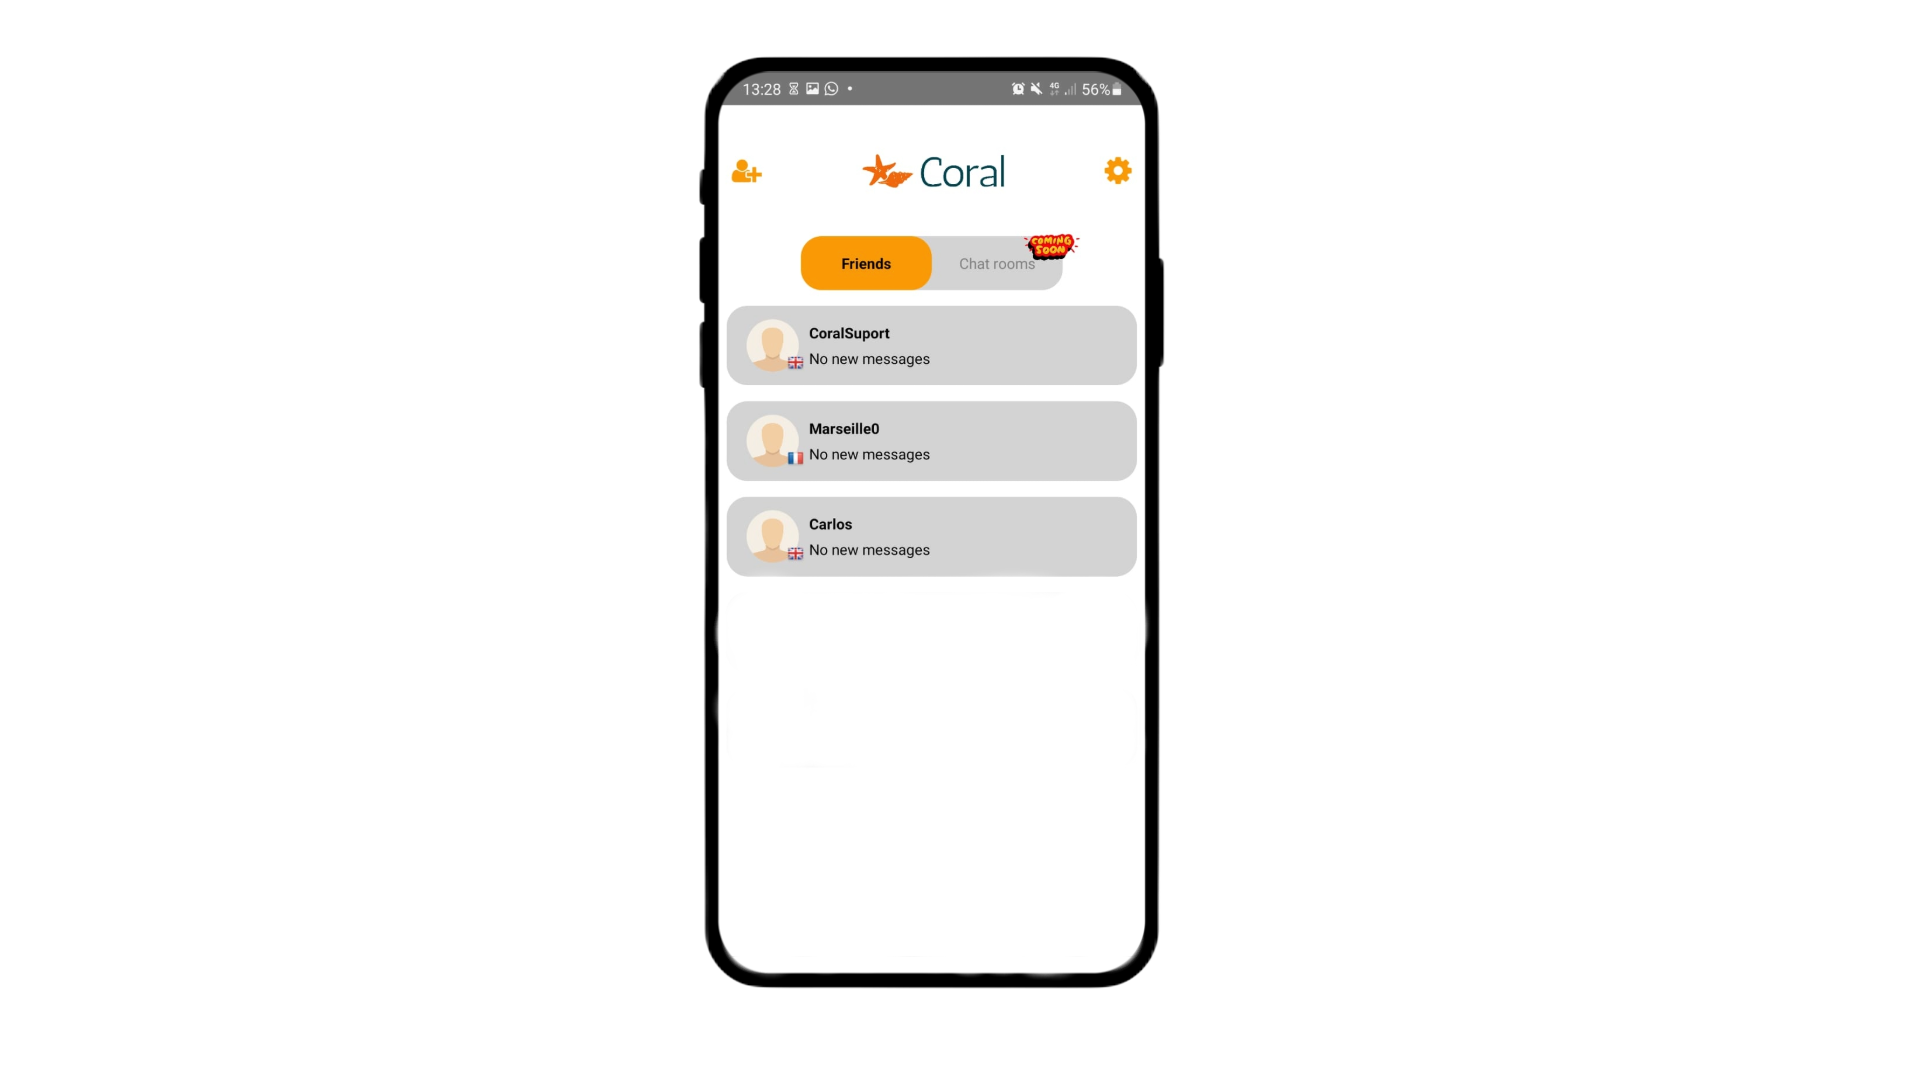 13:28
4G 56%
Coral
COMING SOON
Friends Chat rooms
CoralSuport
No new messages
Marseille0
No new messages
Carlos
No new messages